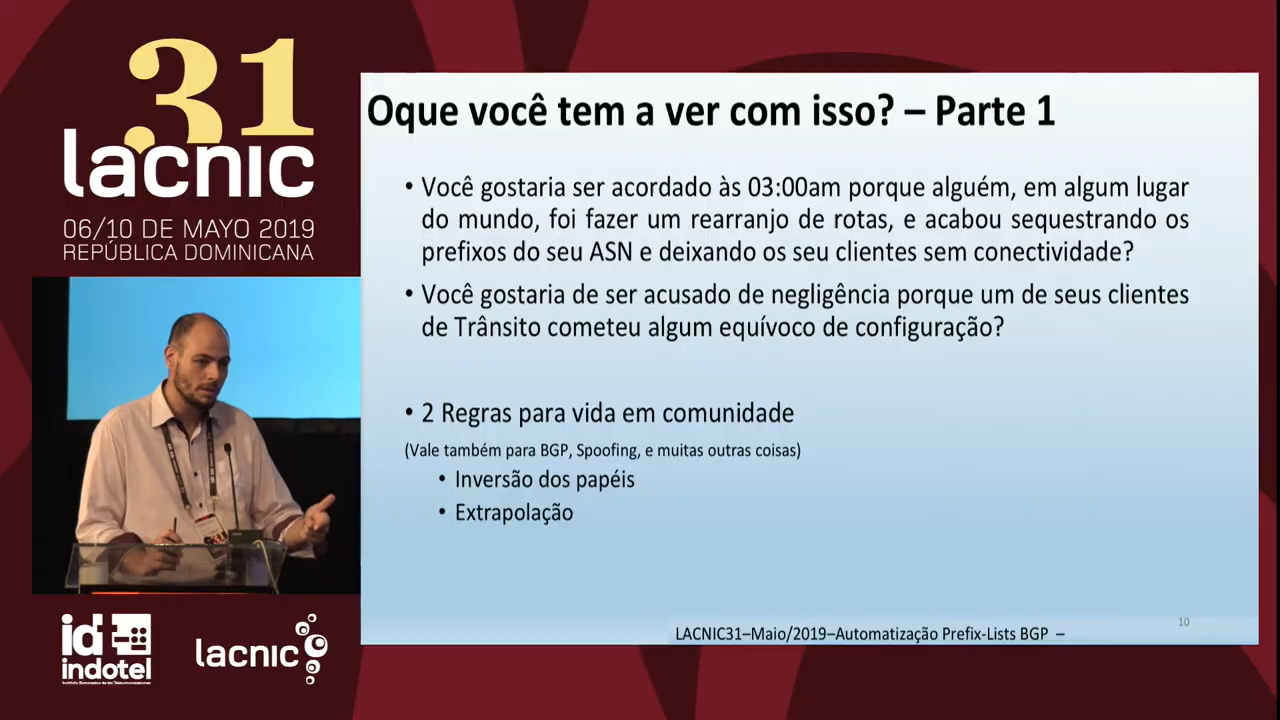 31
lacnic
06/10 DE MAYO 2019
REPÚBLICA DOMINICANA
Oque você tem a ver com isso? – Parte 1
• Você gostaria ser acordado às 03:00am porque alguém, em algum lugar
do mundo, foi fazer um rearranjo de rotas, e acabou sequestrando os
prefixos do seu ASN e deixando os seu clientes sem conectividade?
• Você gostaria de ser acusado de negligência porque um de seus clientes
de Trânsito cometeu algum equívoco de configuração?
• 2 Regras para vida em comunidade
(Vale também para BGP, Spoofing, e muitas outras coisas)
• Inversão dos papéis
• Extrapolação
10
LACNIC31–Maio/2019–Automatização Prefix-Lists BGP –
id
indotel
lacnic